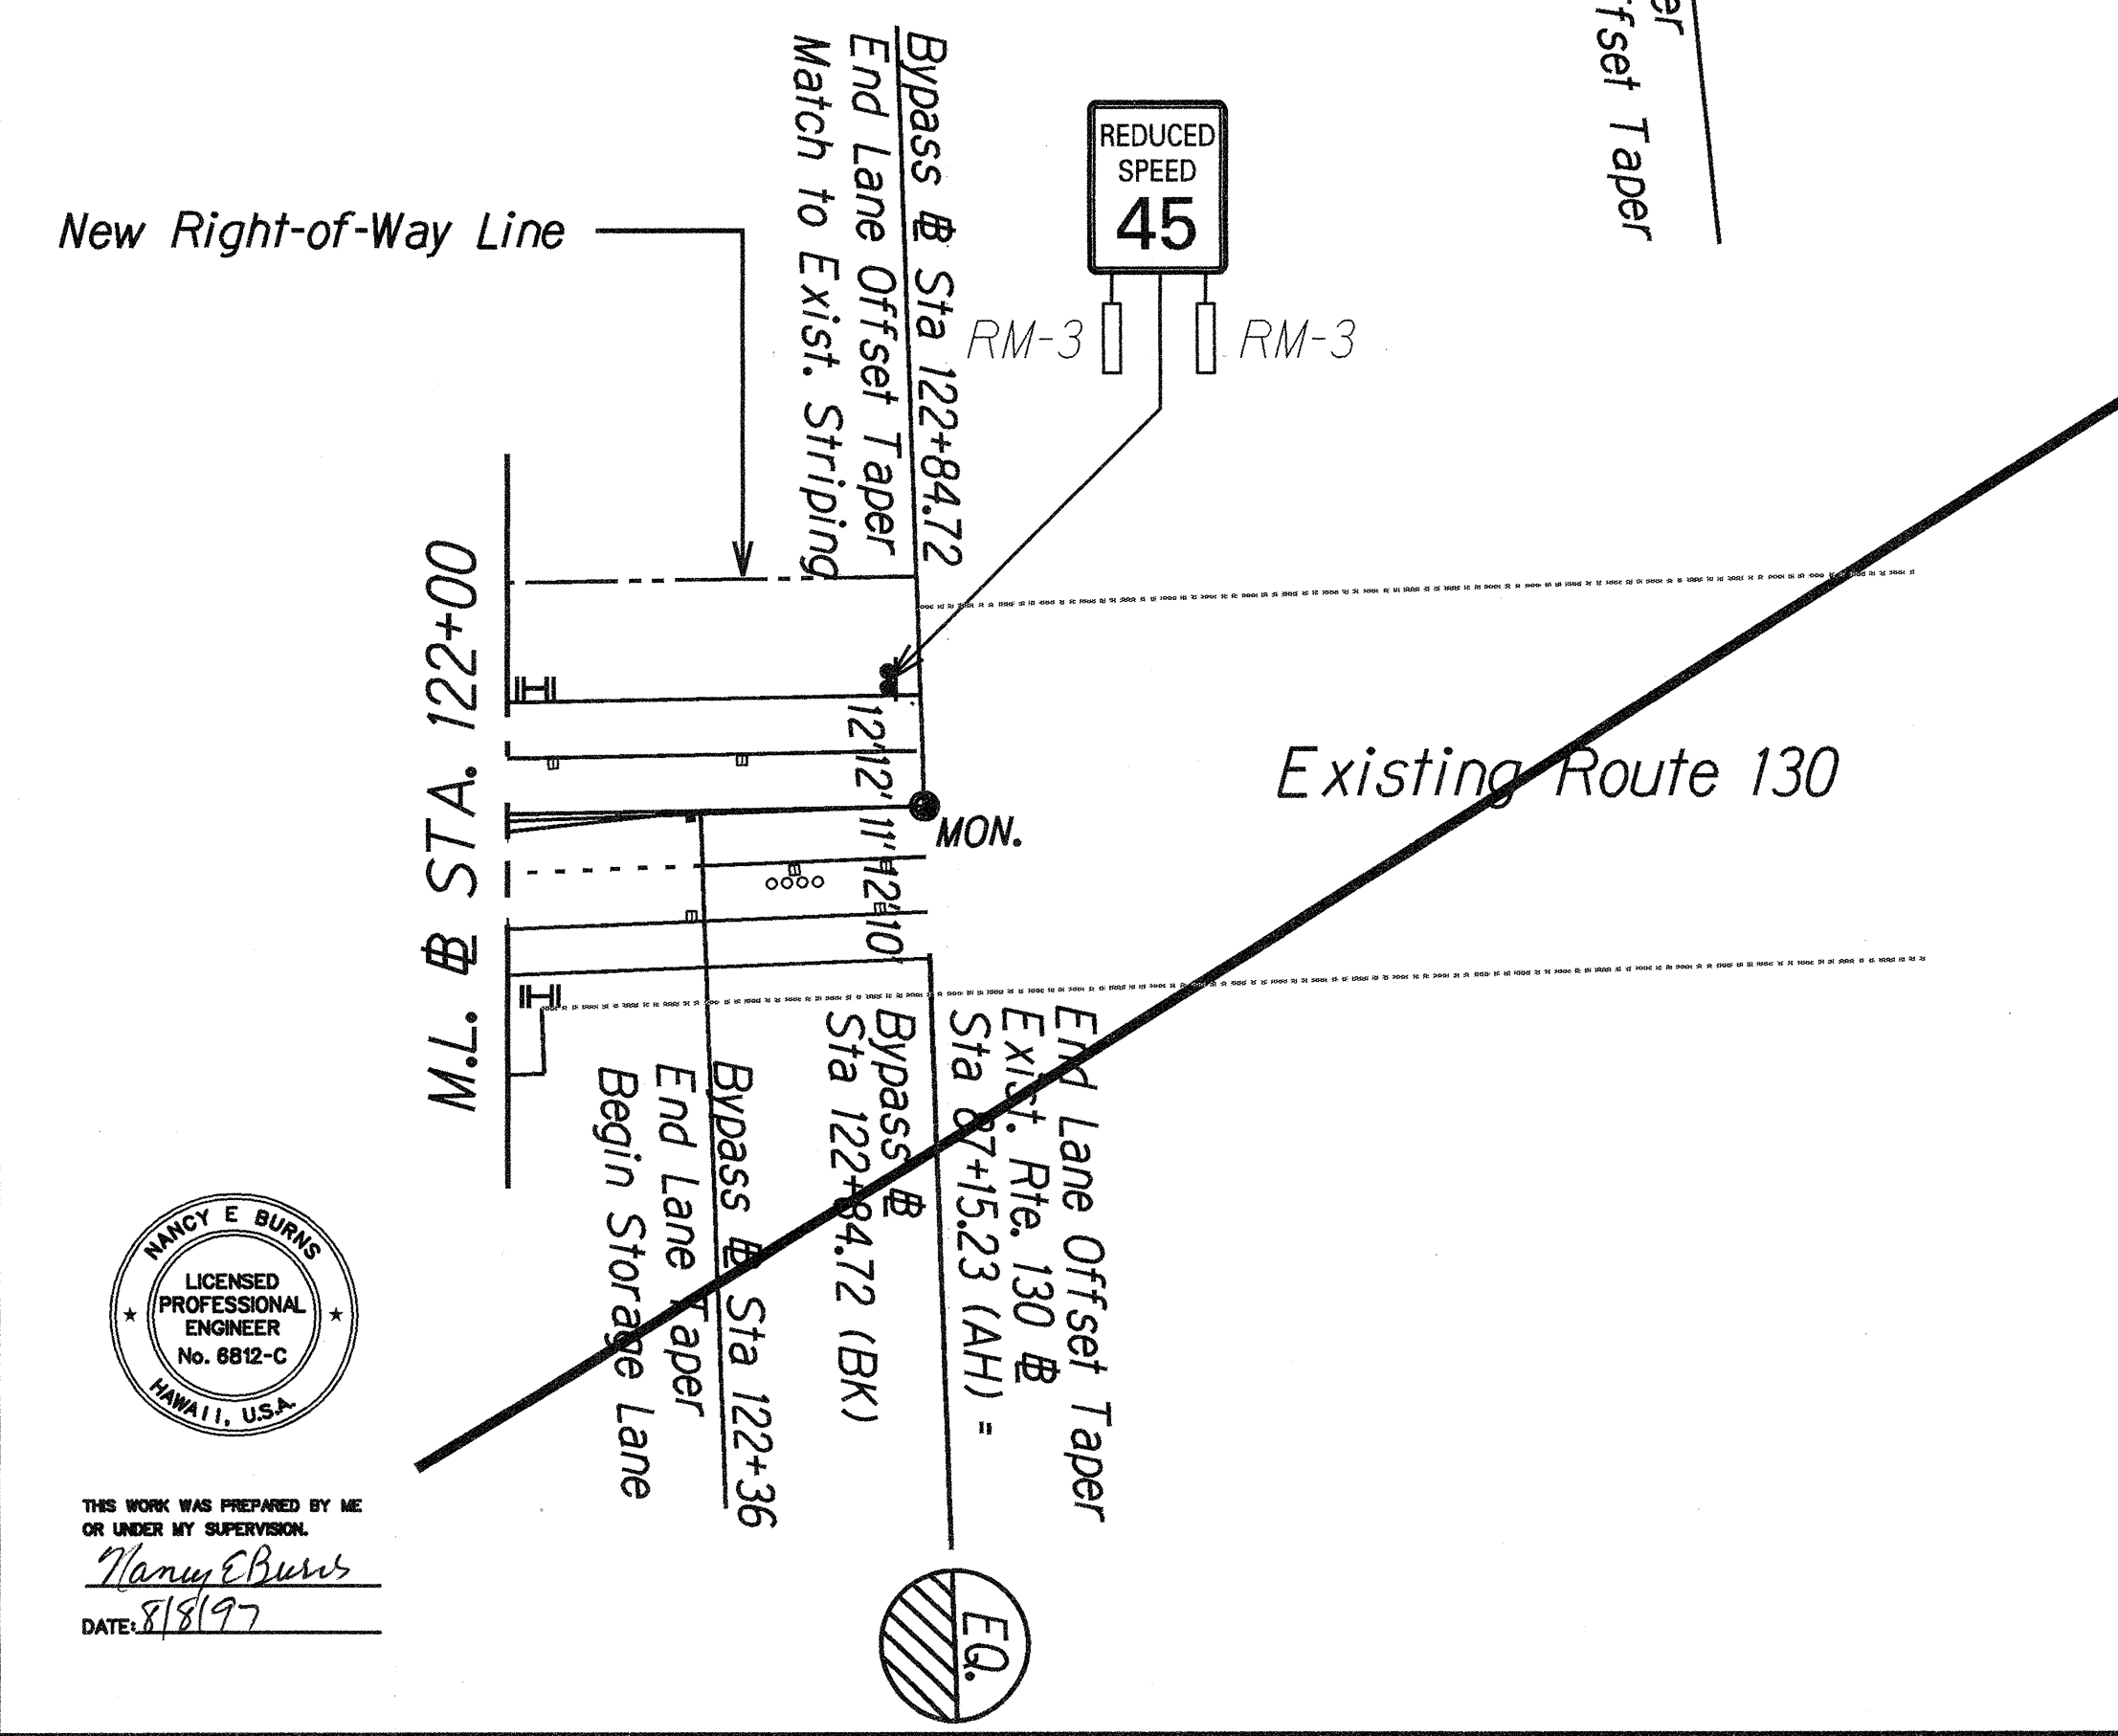 er
ffset Taper
Bypass ␢ Sta 122+84.72
End Lane Offset Taper
Match to Exist. Striping
REDUCED
SPEED
45
RM-3
RM-3
New Right-of-Way Line
M.L. ␢ STA. 122+00
12'
12'
11'
12'
10'
MON.
Existing Route 130
End Lane Offset Taper
Exist. Rte. 130 ␢
Sta 87+15.23 (AH) =
Bypass ␢
Sta 122+84.72 (BK)
Bypass ␢ Sta 122+36
End Lane Taper
Begin Storage Lane
EQ.
NANCY E BURNS
LICENSED
PROFESSIONAL
ENGINEER
No. 6812-C
HAWAII, U.S.A.
THIS WORK WAS PREPARED BY ME
OR UNDER MY SUPERVISION.
Nancy E Burns
DATE: 8/8/97